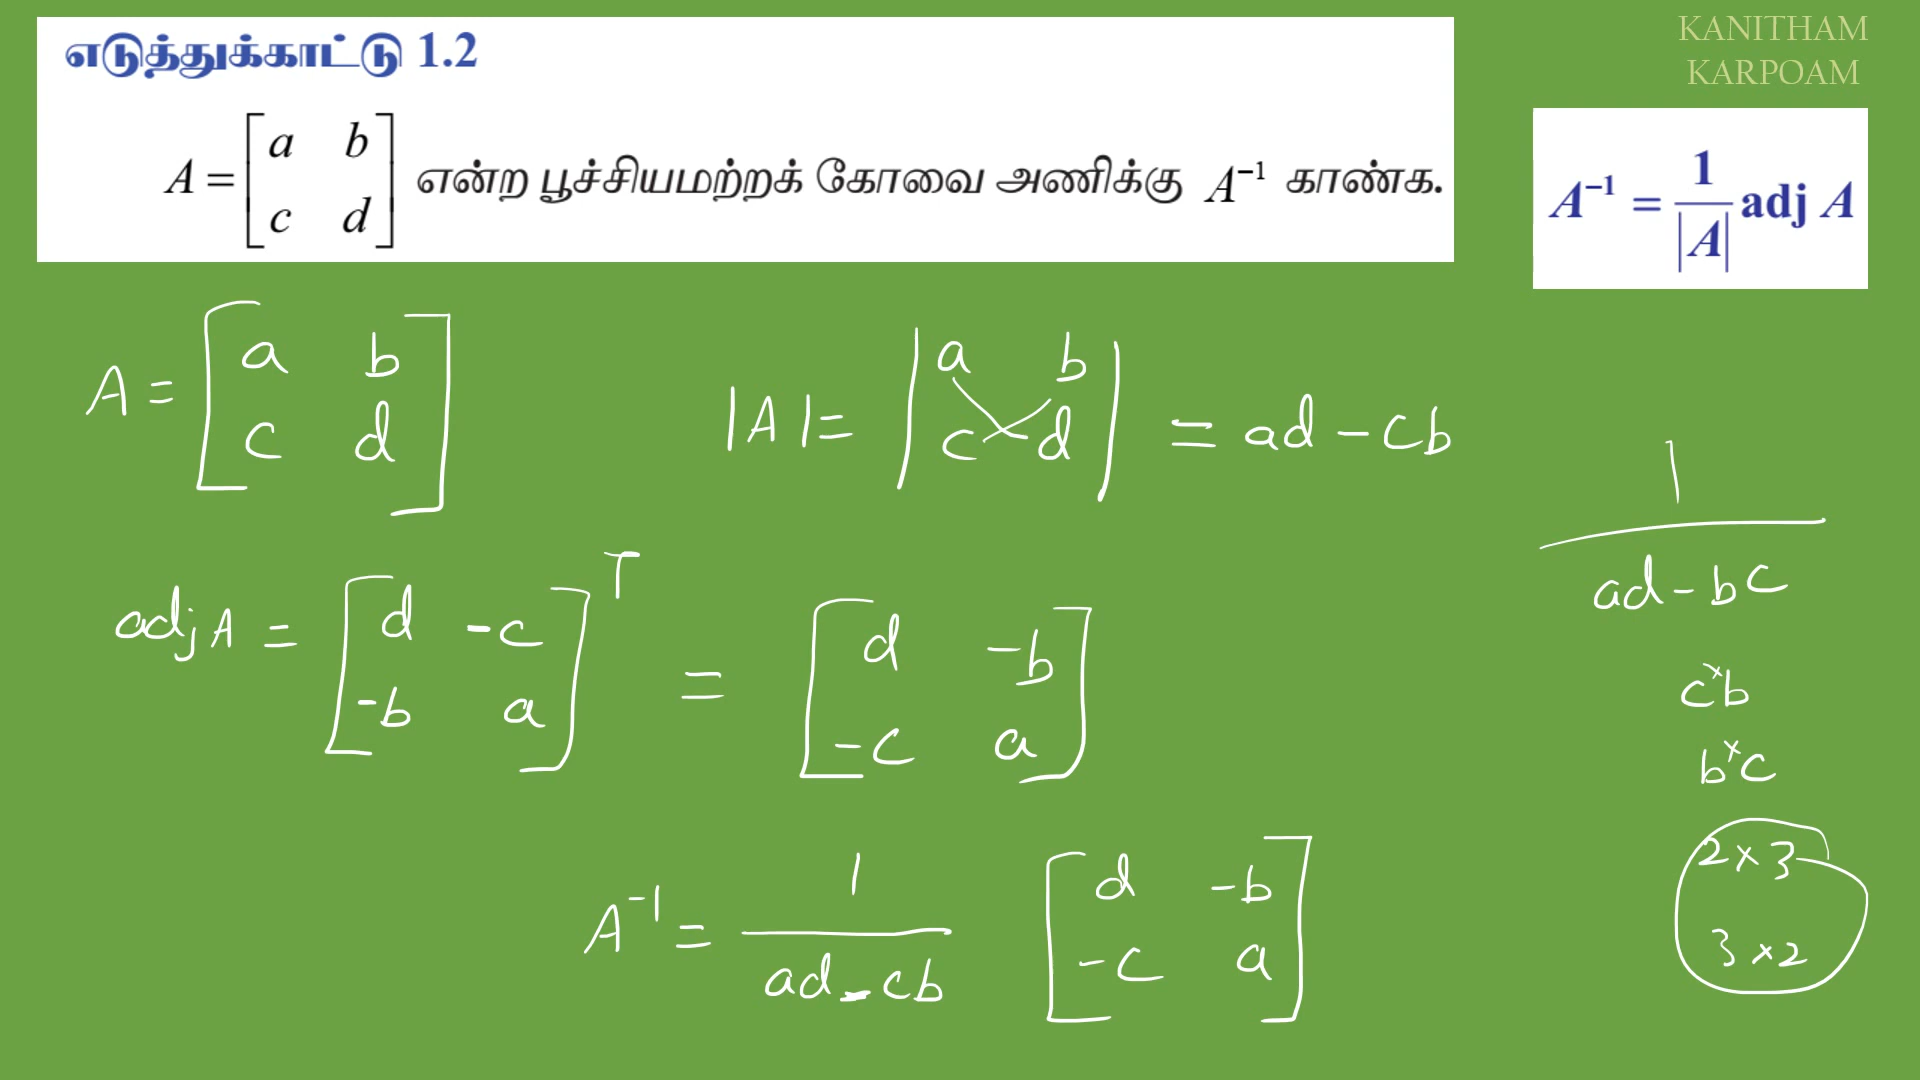 எடுத்துக்காட்டு 1.2
KANITHAM
KARPOAM
A = [a b; c d] என்ற பூச்சியமற்றக் கோவை அணிக்கு A⁻¹ காண்க.
A⁻¹ = 1/|A| adj A
A = [a b; c d]
|A| = |a b; c d| = ad - cb
1/(ad - bc)
adj A = [d -c; -b a]ᵀ = [d -b; -c a]
c×b
b×c
2×3
3×2
A⁻¹ = 1/(ad - cb) [d -b; -c a]